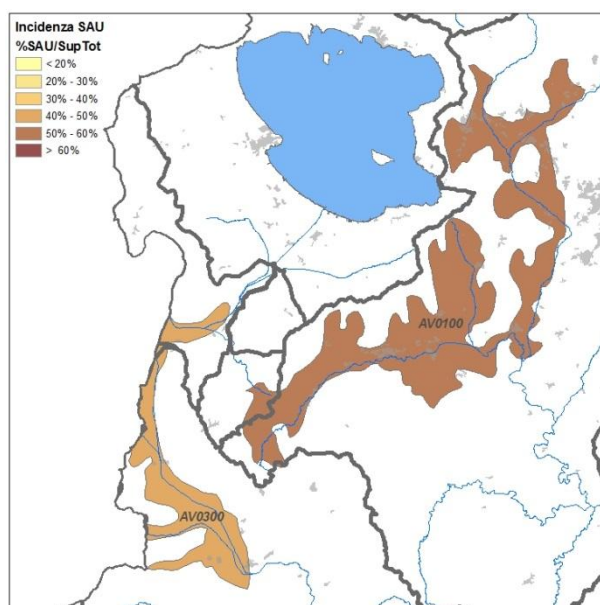 Incidenza SAU
%SAU/SupTot
< 20%
20% - 30%
30% - 40%
40% - 50%
50% - 60%
> 60%
AV0100
AV0300